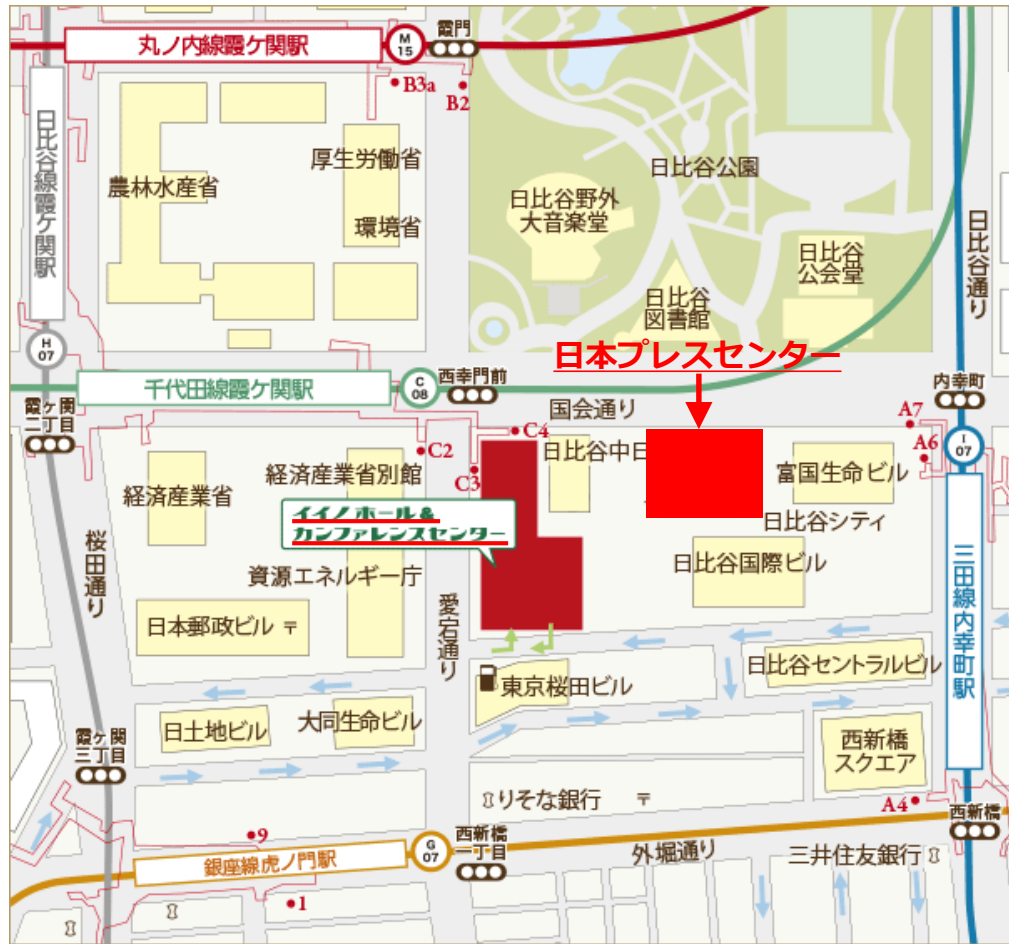 丸ノ内線霞ケ関駅
M
15
霞門
B3a
B2
日比谷線霞ケ関駅
H
07
農林水産省
厚生労働省
環境省
日比谷公園
日比谷野外
大音楽堂
日比谷
公会堂
日比谷
図書館
日比谷通り
日本プレスセンター
千代田線霞ケ関駅
C
08
西幸門前
国会通り
内幸町
霞ヶ関
二丁目
C4
C2
C3
A7
A6
I
07
経済産業省
経済産業省別館
日比谷中日
富国生命ビル
日比谷シティ
イイノホール&
カンファレンスセンター
桜田通り
資源エネルギー庁
日比谷国際ビル
三田線内幸町駅
愛宕通り
日本郵政ビル 〒
日比谷セントラルビル
東京桜田ビル
日土地ビル
大同生命ビル
西新橋
スクエア
霞ヶ関
三丁目
りそな銀行
〒
A4
西新橋
9
銀座線虎ノ門駅
G
07
西新橋
一丁目
外堀通り
三井住友銀行
1